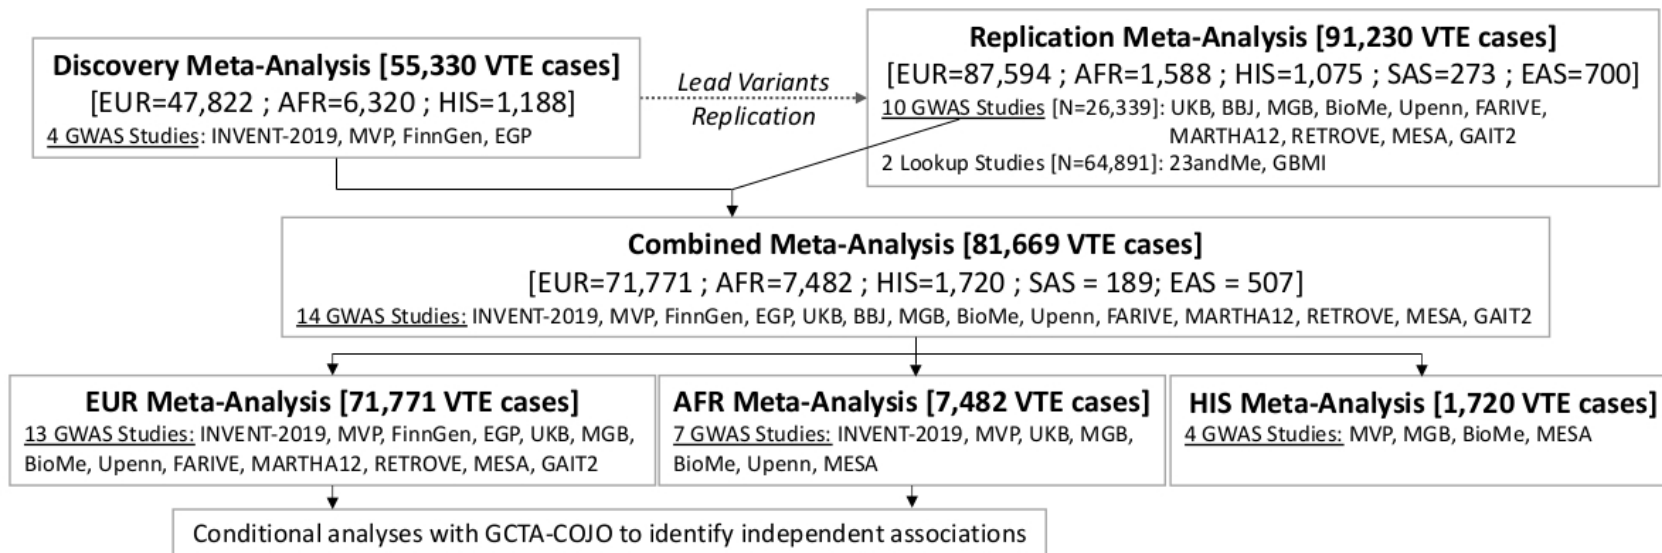 Discovery Meta-Analysis [55,330 VTE cases]
[EUR=47,822 ; AFR=6,320 ; HIS=1,188]
4 GWAS Studies: INVENT-2019, MVP, FinnGen, EGP
Lead Variants
Replication
Replication Meta-Analysis [91,230 VTE cases]
[EUR=87,594 ; AFR=1,588 ; HIS=1,075 ; SAS=273 ; EAS=700]
10 GWAS Studies [N=26,339]: UKB, BBJ, MGB, BioMe, Upenn, FARIVE,
MARTHA12, RETROVE, MESA, GAIT2
2 Lookup Studies [N=64,891]: 23andMe, GBMI
Combined Meta-Analysis [81,669 VTE cases]
[EUR=71,771 ; AFR=7,482 ; HIS=1,720 ; SAS = 189; EAS = 507]
14 GWAS Studies: INVENT-2019, MVP, FinnGen, EGP, UKB, BBJ, MGB, BioMe, Upenn, FARIVE, MARTHA12, RETROVE, MESA, GAIT2
EUR Meta-Analysis [71,771 VTE cases]
13 GWAS Studies: INVENT-2019, MVP, FinnGen, EGP, UKB, MGB,
BioMe, Upenn, FARIVE, MARTHA12, RETROVE, MESA, GAIT2
AFR Meta-Analysis [7,482 VTE cases]
7 GWAS Studies: INVENT-2019, MVP, UKB, MGB,
BioMe, Upenn, MESA
HIS Meta-Analysis [1,720 VTE cases]
4 GWAS Studies: MVP, MGB, BioMe, MESA
Conditional analyses with GCTA-COJO to identify independent associations